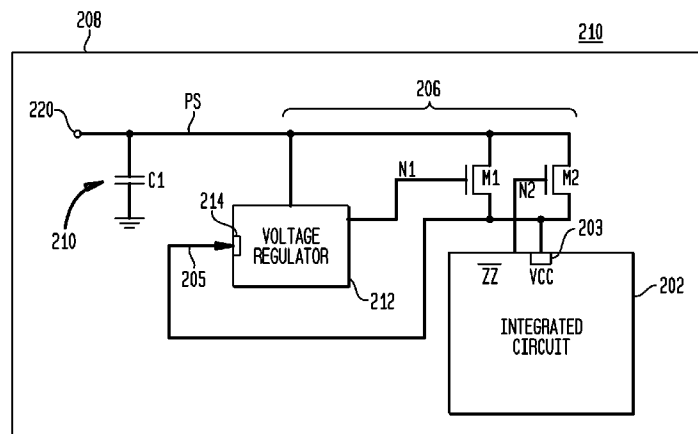 208
210
206
220
PS
C1
210
N1
M1
N2
M2
214
VOLTAGE
REGULATOR
205
212
203
ZZ
VCC
202
INTEGRATED
CIRCUIT